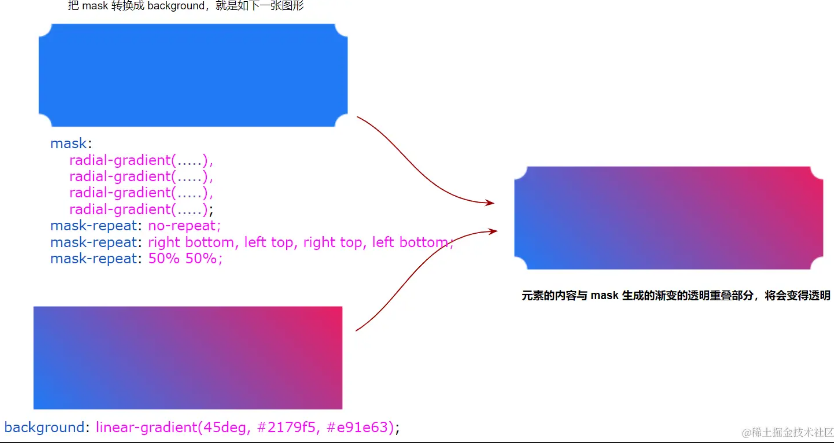 把 mask 转换成 background，就是如下一张图形
mask:
radial-gradient(.....),
radial-gradient(.....),
radial-gradient(.....),
radial-gradient(.....);
mask-repeat: no-repeat;
mask-repeat: right bottom, left top, right top, left bottom;
mask-repeat: 50% 50%;
元素的内容与 mask 生成的渐变的透明重叠部分，将会变得透明
background: linear-gradient(45deg, #2179f5, #e91e63);
@稀土掘金技术社区